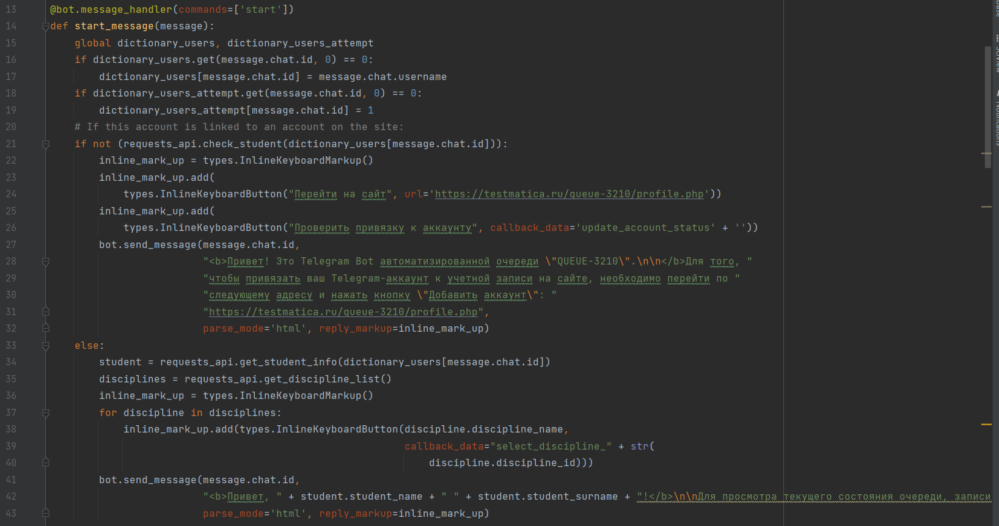 13 @bot.message_handler(commands=['start'])
14 def start_message(message):
15     global dictionary_users, dictionary_users_attempt
16     if dictionary_users.get(message.chat.id, 0) == 0:
17         dictionary_users[message.chat.id] = message.chat.username
18     if dictionary_users_attempt.get(message.chat.id, 0) == 0:
19         dictionary_users_attempt[message.chat.id] = 1
20     # If this account is linked to an account on the site:
21     if not (requests_api.check_student(dictionary_users[message.chat.id])):
22         inline_mark_up = types.InlineKeyboardMarkup()
23         inline_mark_up.add(
24             types.InlineKeyboardButton("Перейти на сайт", url='https://testmatica.ru/queue-3210/profile.php'))
25         inline_mark_up.add(
26             types.InlineKeyboardButton("Проверить привязку к аккаунту", callback_data='update_account_status' + ''))
27         bot.send_message(message.chat.id,
28                          "<b>Привет! Это Telegram Bot автоматизированной очереди \"QUEUE-3210\".\n\n</b>Для того, "
29                          "чтобы привязать ваш Telegram-аккаунт к учетной записи на сайте, необходимо перейти по "
30                          "следующему адресу и нажать кнопку \"Добавить аккаунт\": "
31                          "https://testmatica.ru/queue-3210/profile.php",
32                          parse_mode='html', reply_markup=inline_mark_up)
33     else:
34         student = requests_api.get_student_info(dictionary_users[message.chat.id])
35         disciplines = requests_api.get_discipline_list()
36         inline_mark_up = types.InlineKeyboardMarkup()
37         for discipline in disciplines:
38             inline_mark_up.add(types.InlineKeyboardButton(discipline.discipline_name,
39                                                           callback_data="select_discipline_" + str(
40                                                               discipline.discipline_id)))
41         bot.send_message(message.chat.id,
42                          "<b>Привет, " + student.student_name + " " + student.student_surname + "!</b>\n\nДля просмотра текущего состояния очереди, записи
43                          parse_mode='html', reply_markup=inline_mark_up)